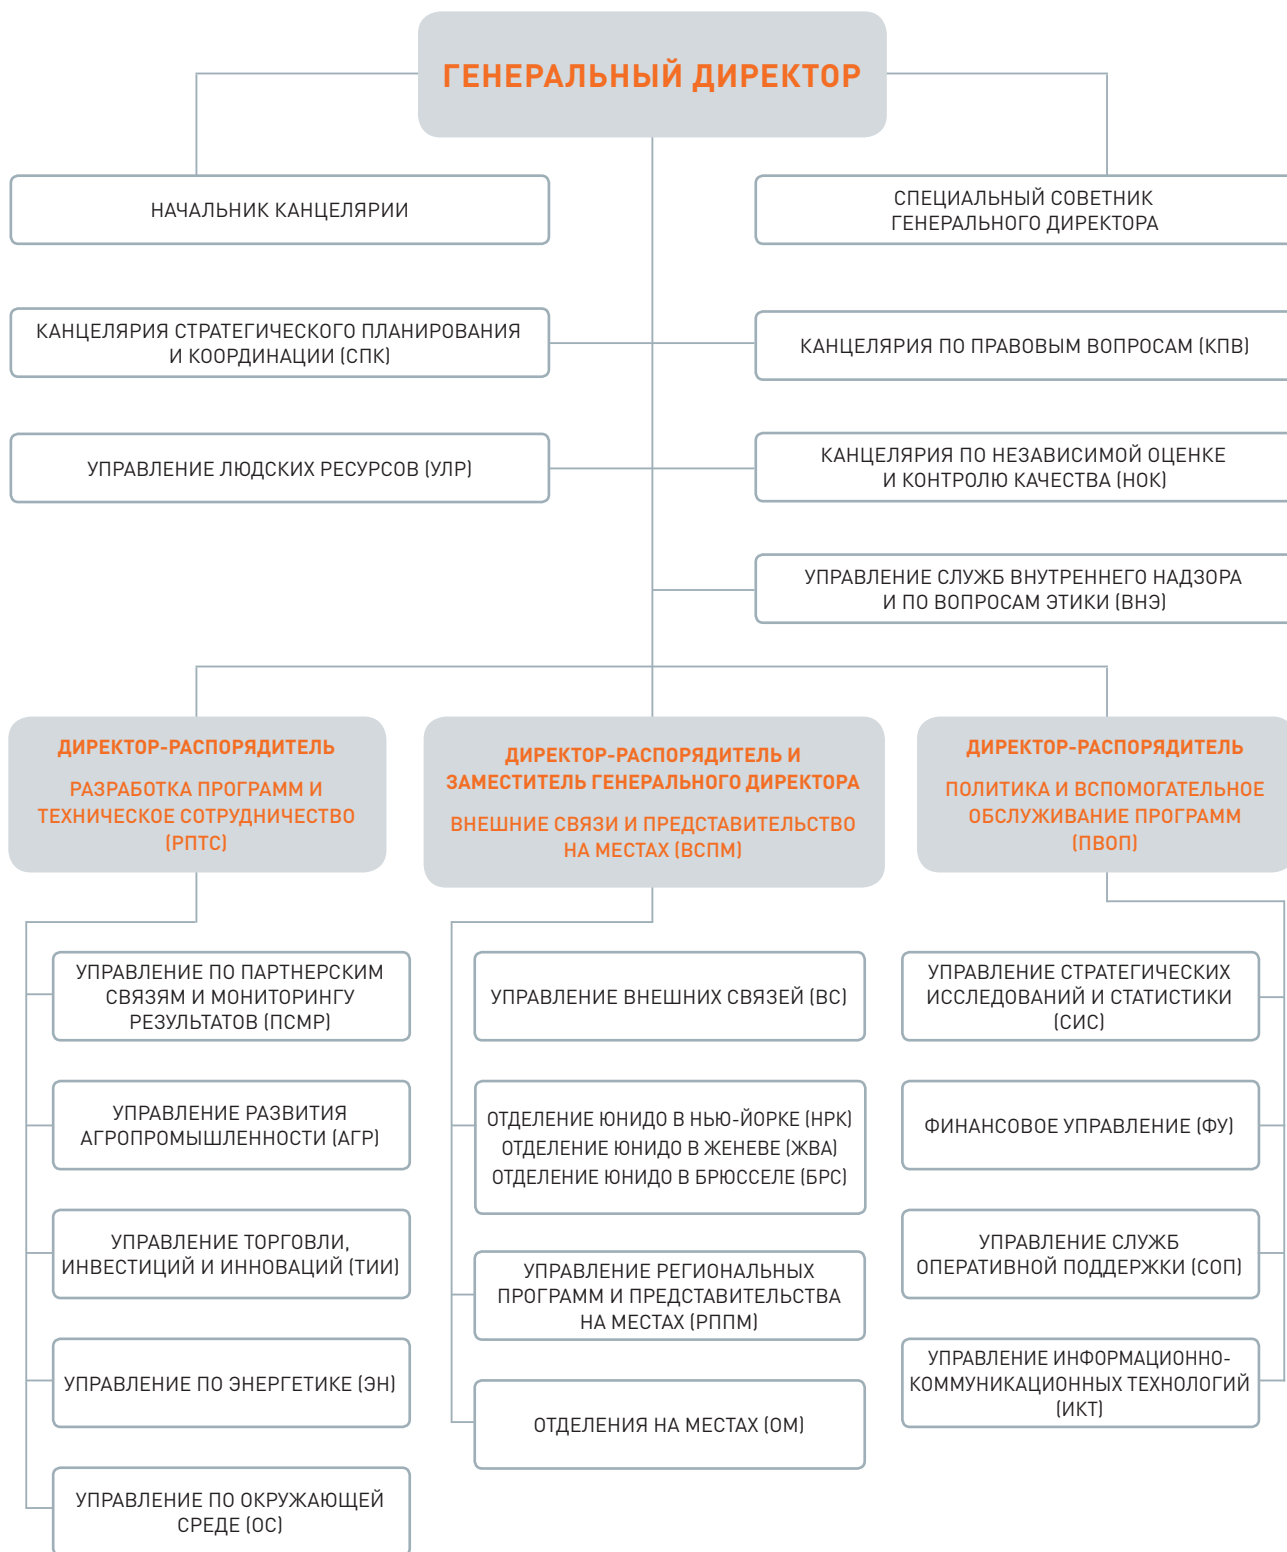 ГЕНЕРАЛЬНЫЙ ДИРЕКТОР
НАЧАЛЬНИК КАНЦЕЛЯРИИ
СПЕЦИАЛЬНЫЙ СОВЕТНИК
ГЕНЕРАЛЬНОГО ДИРЕКТОРА
КАНЦЕЛЯРИЯ СТРАТЕГИЧЕСКОГО ПЛАНИРОВАНИЯ
И КООРДИНАЦИИ (СПК)
КАНЦЕЛЯРИЯ ПО ПРАВОВЫМ ВОПРОСАМ (КПВ)
УПРАВЛЕНИЕ ЛЮДСКИХ РЕСУРСОВ (УЛР)
КАНЦЕЛЯРИЯ ПО НЕЗАВИСИМОЙ ОЦЕНКЕ
И КОНТРОЛЮ КАЧЕСТВА (НОК)
УПРАВЛЕНИЕ СЛУЖБ ВНУТРЕННЕГО НАДЗОРА
И ПО ВОПРОСАМ ЭТИКИ (ВНЭ)
ДИРЕКТОР-РАСПОРЯДИТЕЛЬ
РАЗРАБОТКА ПРОГРАММ И
ТЕХНИЧЕСКОЕ СОТРУДНИЧЕСТВО
(РПТС)
ДИРЕКТОР-РАСПОРЯДИТЕЛЬ И
ЗАМЕСТИТЕЛЬ ГЕНЕРАЛЬНОГО ДИРЕКТОРА
ВНЕШНИЕ СВЯЗИ И ПРЕДСТАВИТЕЛЬСТВО
НА МЕСТАХ (ВСПМ)
ДИРЕКТОР-РАСПОРЯДИТЕЛЬ
ПОЛИТИКА И ВСПОМОГАТЕЛЬНОЕ
ОБСЛУЖИВАНИЕ ПРОГРАММ
(ПВОП)
УПРАВЛЕНИЕ ПО ПАРТНЕРСКИМ
СВЯЗЯМ И МОНИТОРИНГУ
РЕЗУЛЬТАТОВ (ПСМР)
УПРАВЛЕНИЕ РАЗВИТИЯ
АГРОПРОМЫШЛЕННОСТИ (АГР)
УПРАВЛЕНИЕ ТОРГОВЛИ,
ИНВЕСТИЦИЙ И ИННОВАЦИЙ (ТИИ)
УПРАВЛЕНИЕ ПО ЭНЕРГЕТИКЕ (ЭН)
УПРАВЛЕНИЕ ПО ОКРУЖАЮЩЕЙ
СРЕДЕ (ОС)
УПРАВЛЕНИЕ ВНЕШНИХ СВЯЗЕЙ (ВС)
ОТДЕЛЕНИЕ ЮНИДО В НЬЮ-ЙОРКЕ (НРК)
ОТДЕЛЕНИЕ ЮНИДО В ЖЕНЕВЕ (ЖВА)
ОТДЕЛЕНИЕ ЮНИДО В БРЮССЕЛЕ (БРС)
УПРАВЛЕНИЕ РЕГИОНАЛЬНЫХ
ПРОГРАММ И ПРЕДСТАВИТЕЛЬСТВА
НА МЕСТАХ (РППМ)
ОТДЕЛЕНИЯ НА МЕСТАХ (ОМ)
УПРАВЛЕНИЕ СТРАТЕГИЧЕСКИХ
ИССЛЕДОВАНИЙ И СТАТИСТИКИ
(СИС)
ФИНАНСОВОЕ УПРАВЛЕНИЕ (ФУ)
УПРАВЛЕНИЕ СЛУЖБ
ОПЕРАТИВНОЙ ПОДДЕРЖКИ (СОП)
УПРАВЛЕНИЕ ИНФОРМАЦИОННО-
КОММУНИКАЦИОННЫХ ТЕХНОЛОГИЙ
(ИКТ)